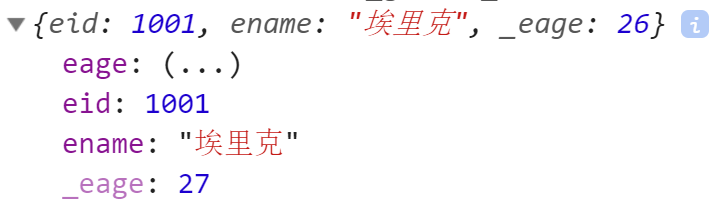 ▼{eid: 1001, ename: "埃里克", _eage: 26} i
eage: (...)
eid: 1001
ename: "埃里克"
_eage: 27